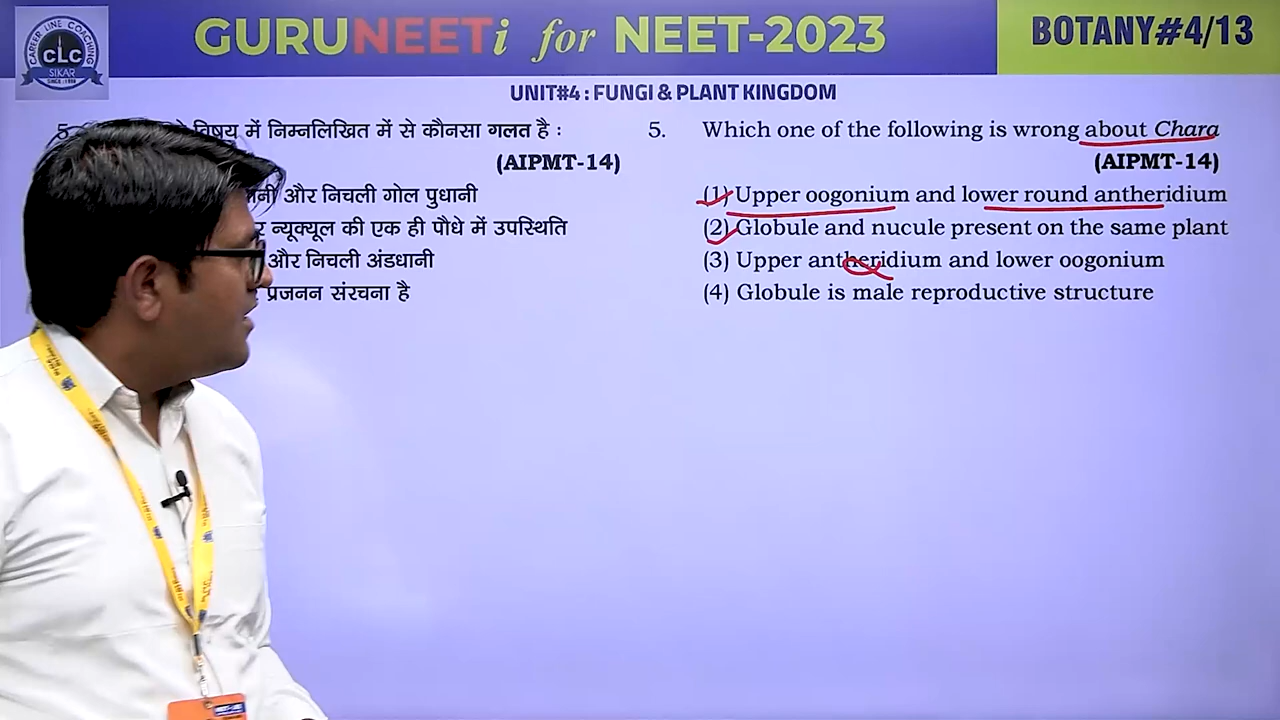 CAREER LINE COACHING
CLC
SIKAR
SINCE : 1996
GURUNEETi for NEET-2023
BOTANY#4/13
UNIT#4 : FUNGI & PLANT KINGDOM
5. विषय में निम्नलिखित में से कौनसा गलत है :
(AIPMT-14)
और निचली गोल पुधानी
न्यूक्यूल की एक ही पौधे में उपस्थिति
और निचली अंडधानी
प्रजनन संरचना है
5. Which one of the following is wrong about Chara
(AIPMT-14)
(1) Upper oogonium and lower round antheridium
(2) Globule and nucule present on the same plant
(3) Upper antheridium and lower oogonium
(4) Globule is male reproductive structure